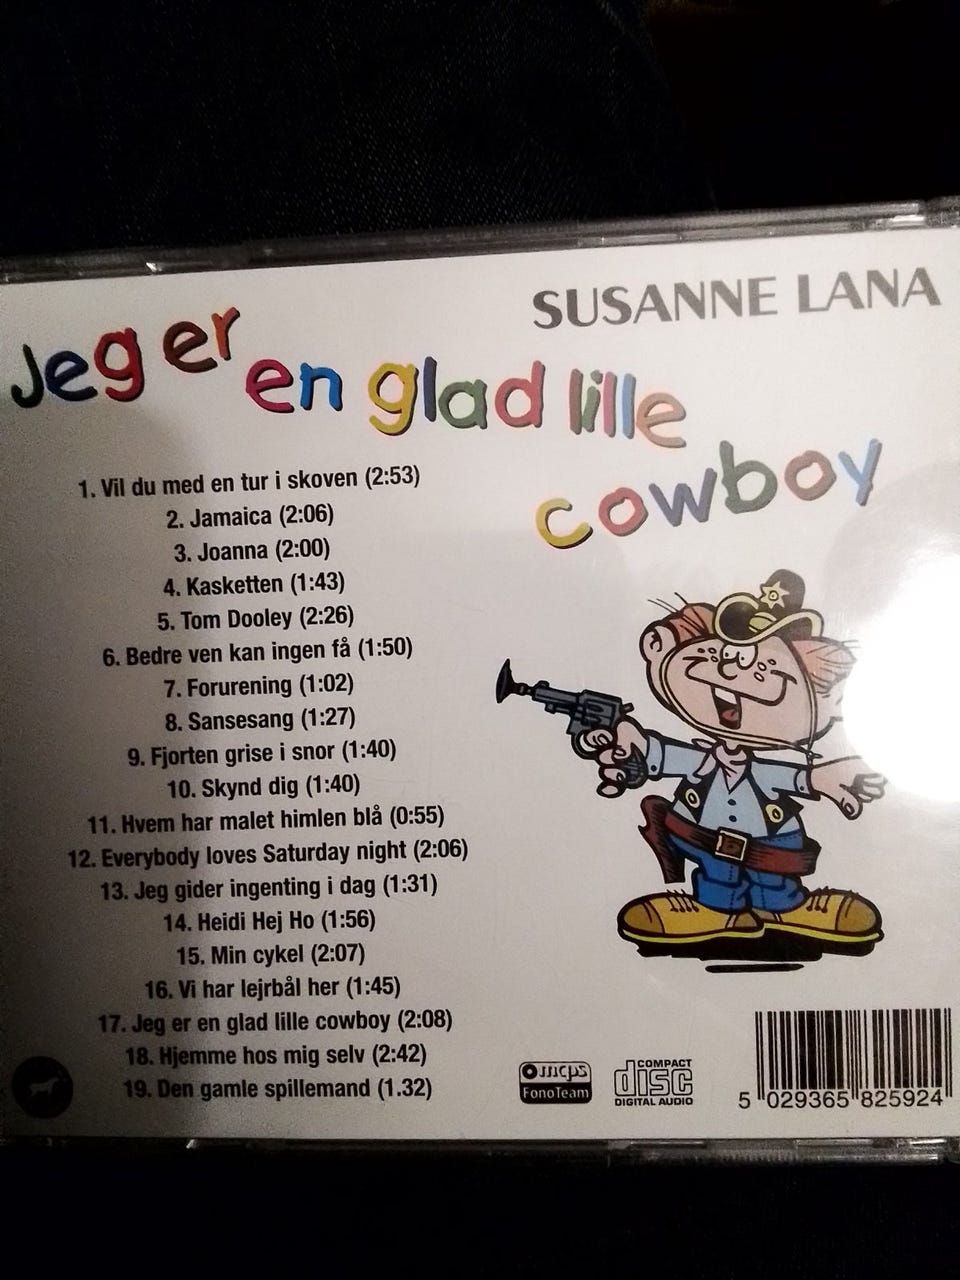 SUSANNE LANA
Jeg er en glad lille
cowboy
1. Vil du med en tur i skoven (2:53)
2. Jamaica (2:06)
3. Joanna (2:00)
4. Kasketten (1:43)
5. Tom Dooley (2:26)
6. Bedre ven kan ingen få (1:50)
7. Forurening (1:02)
8. Sansesang (1:27)
9. Fjorten grise i snor (1:40)
10. Skynd dig (1:40)
11. Hvem har malet himlen blå (0:55)
12. Everybody loves Saturday night (2:06)
13. Jeg gider ingenting i dag (1:31)
14. Heidi Hej Ho (1:56)
15. Min cykel (2:07)
16. Vi har lejrbål her (1:45)
17. Jeg er en glad lille cowboy (2:08)
18. Hjemme hos mig selv (2:42)
19. Den gamle spillemand (1.32)
mcps
FonoTeam
COMPACT
disc
DIGITAL AUDIO
5 029365 825924